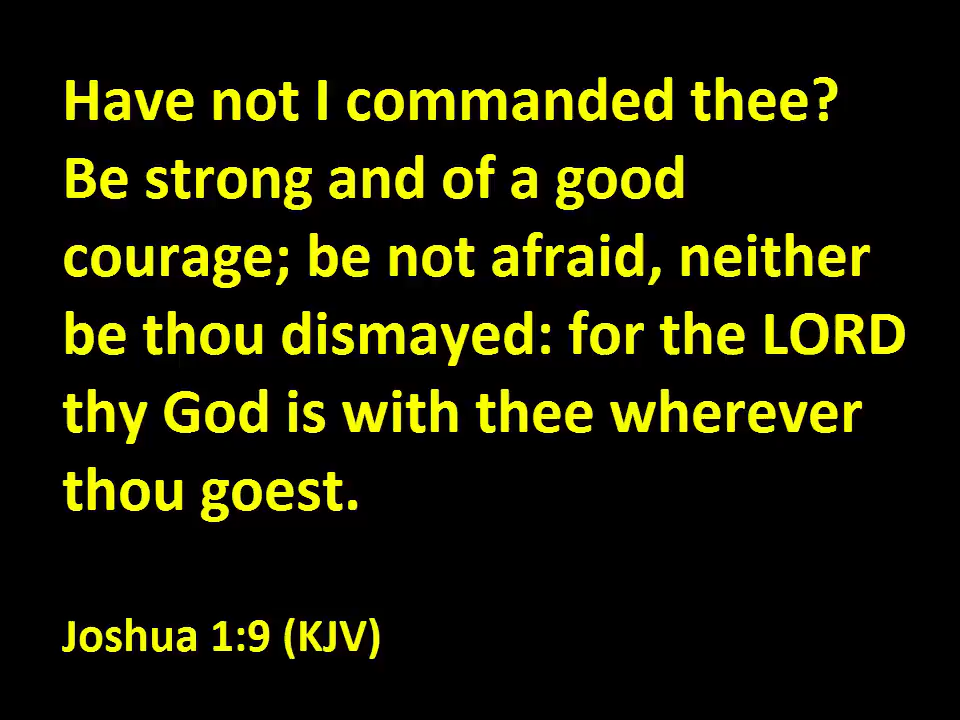 Have not I commanded thee?
Be strong and of a good
courage; be not afraid, neither
be thou dismayed: for the LORD
thy God is with thee wherever
thou goest.
Joshua 1:9 (KJV)